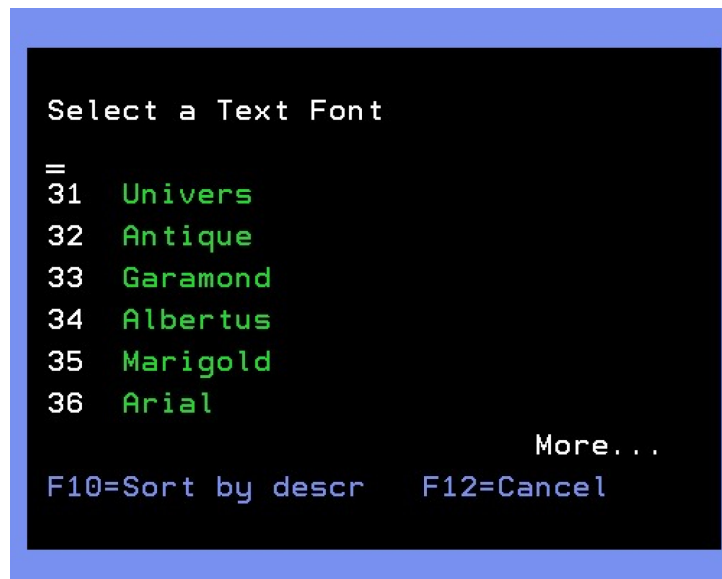 Select a Text Font
31 Univers
32 Antique
33 Garamond
34 Albertus
35 Marigold
36 Arial
More...
F10=Sort by descr F12=Cancel